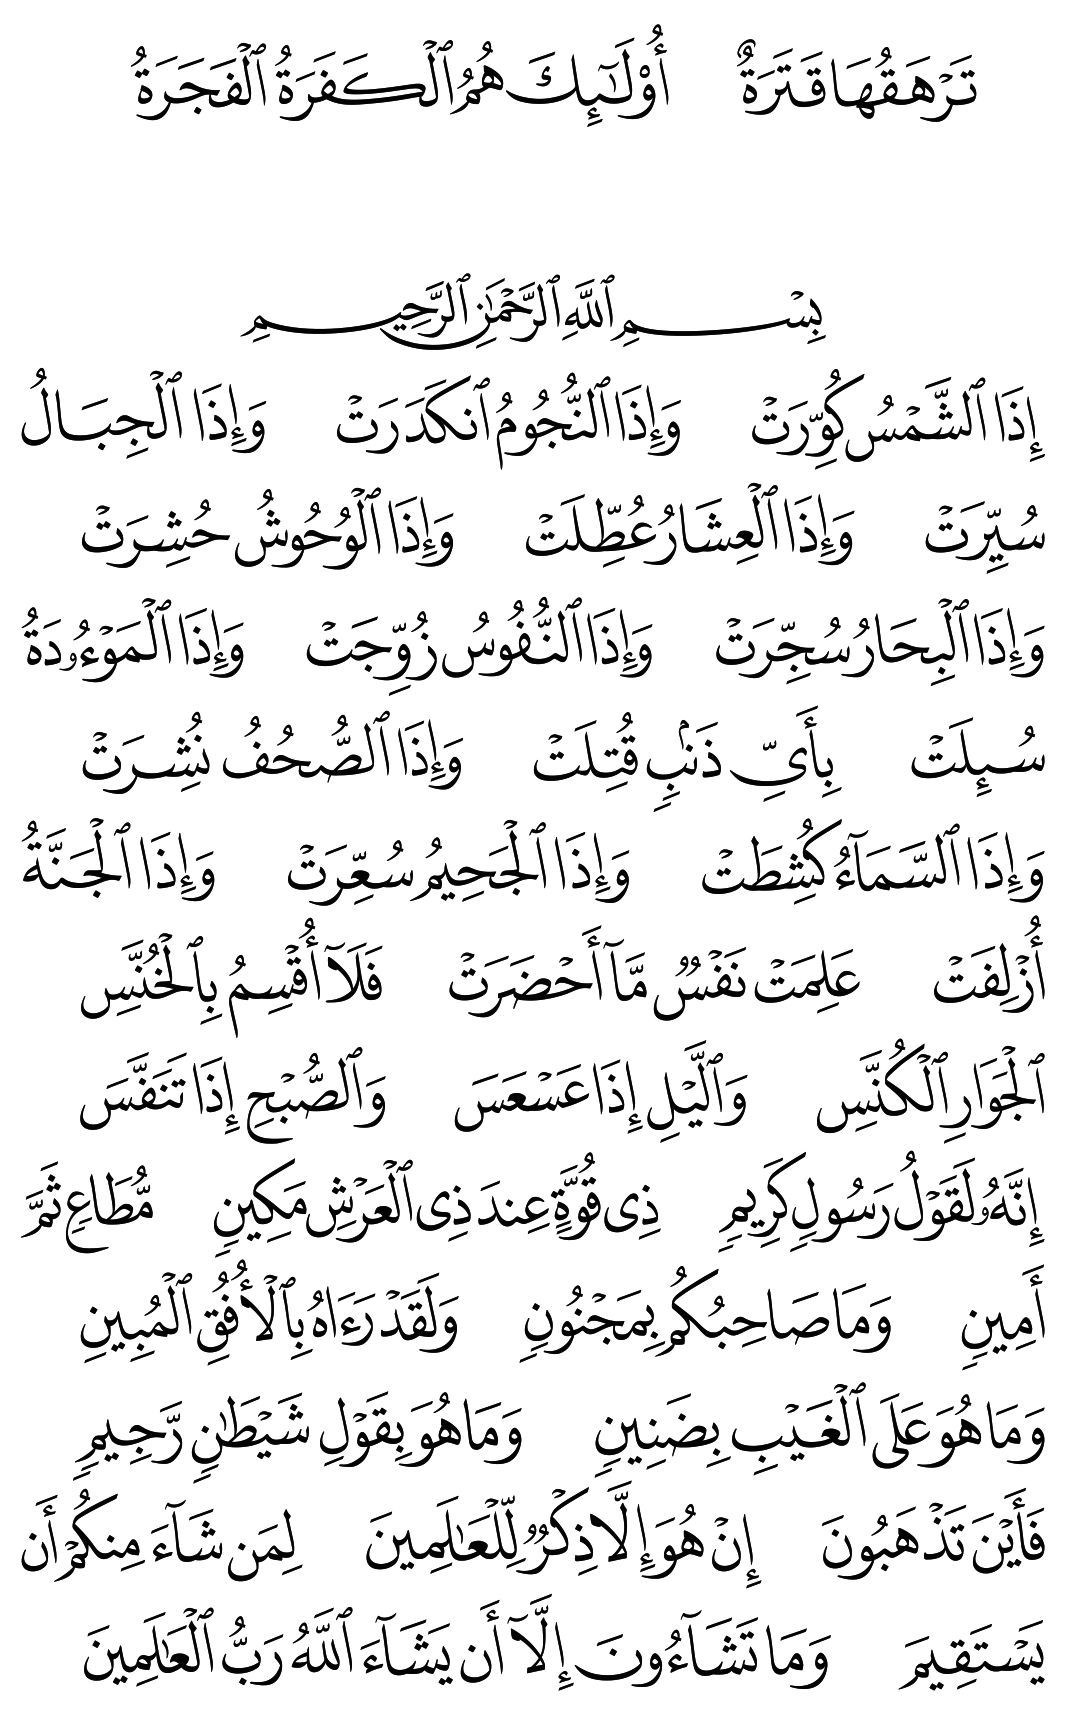 تَرْهَقُهَا قَتَرَةٌ أُوْلَـٰٓئِكَ هُمُ ٱلْكَفَرَةُ ٱلْفَجَرَةُ
بِسْمِ ٱللَّهِ ٱلرَّحْمَـٰنِ ٱلرَّحِيمِ
إِذَا ٱلشَّمْسُ كُوِّرَتْ وَإِذَا ٱلنُّجُومُ ٱنكَدَرَتْ وَإِذَا ٱلْجِبَالُ
سُيِّرَتْ وَإِذَا ٱلْعِشَارُ عُطِّلَتْ وَإِذَا ٱلْوُحُوشُ حُشِرَتْ
وَإِذَا ٱلْبِحَارُ سُجِّرَتْ وَإِذَا ٱلنُّفُوسُ زُوِّجَتْ وَإِذَا ٱلْمَوْءُۥدَةُ
سُئِلَتْ بِأَىِّ ذَنۢبٍ قُتِلَتْ وَإِذَا ٱلصُّحُفُ نُشِرَتْ
وَإِذَا ٱلسَّمَآءُ كُشِطَتْ وَإِذَا ٱلْجَحِيمُ سُعِّرَتْ وَإِذَا ٱلْجَنَّةُ
أُزْلِفَتْ عَلِمَتْ نَفْسٌ مَّآ أَحْضَرَتْ فَلَآ أُقْسِمُ بِٱلْخُنَّسِ
ٱلْجَوَارِ ٱلْكُنَّسِ وَٱلَّيْلِ إِذَا عَسْعَسَ وَٱلصُّبْحِ إِذَا تَنَفَّسَ
إِنَّهُۥ لَقَوْلُ رَسُولٍ كَرِيمٍ ذِى قُوَّةٍ عِندَ ذِى ٱلْعَرْشِ مَكِينٍ مُّطَاعٍ ثَمَّ
أَمِينٍ وَمَا صَاحِبُكُم بِمَجْنُونٍ وَلَقَدْ رَءَاهُ بِٱلْأُفُقِ ٱلْمُبِينِ
وَمَا هُوَ عَلَى ٱلْغَيْبِ بِضَنِينٍ وَمَا هُوَ بِقَوْلِ شَيْطَـٰنٍ رَّجِيمٍ
فَأَيْنَ تَذْهَبُونَ إِنْ هُوَ إِلَّا ذِكْرٌ لِّلْعَـٰلَمِينَ لِمَن شَآءَ مِنكُمْ أَن
يَسْتَقِيمَ وَمَا تَشَآءُونَ إِلَّآ أَن يَشَآءَ ٱللَّهُ رَبُّ ٱلْعَـٰلَمِينَ